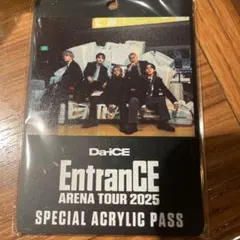 Da-iCE
EntranCE
ARENA TOUR 2025
SPECIAL ACRYLIC PASS